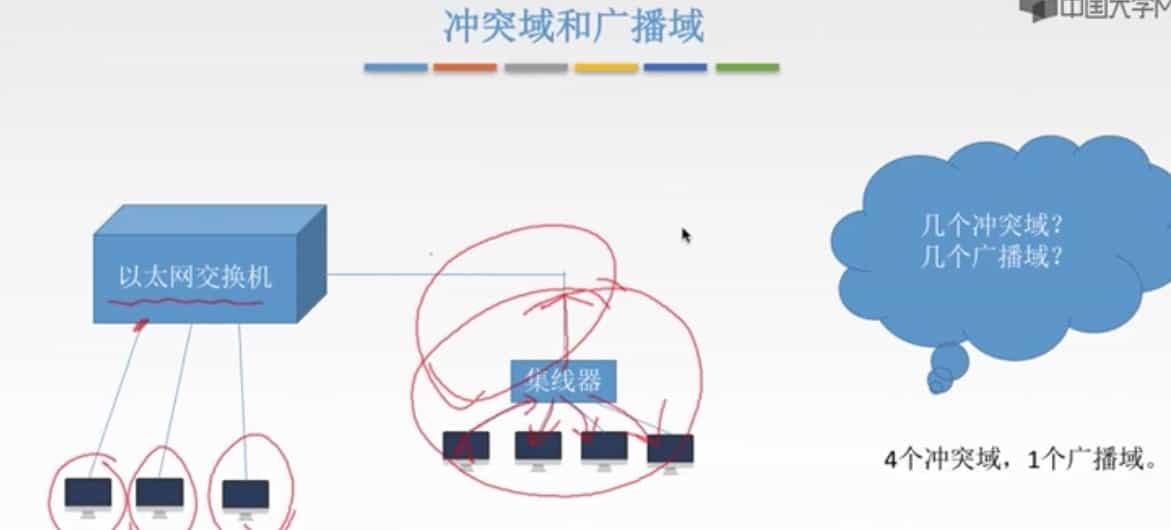 冲突域和广播域
中国大学M
几个冲突域？
几个广播域？
以太网交换机
集线器
4个冲突域，1个广播域。